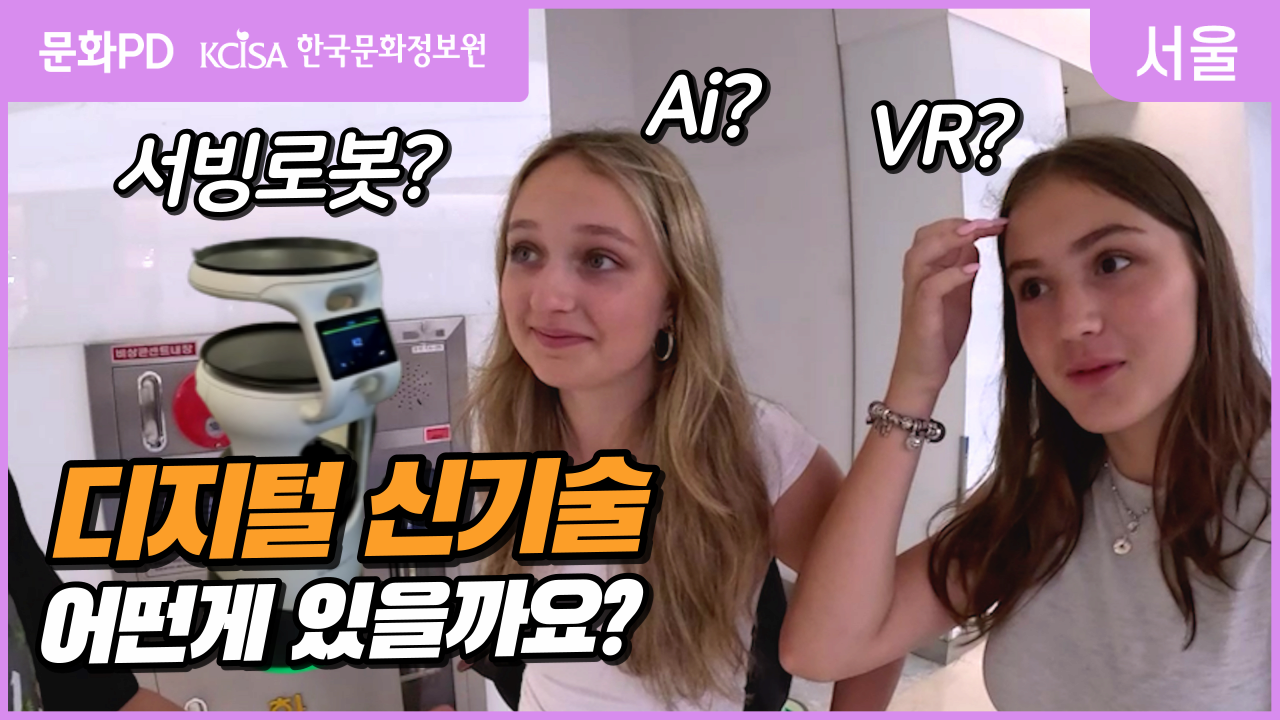 문화PD KCISA 한국문화정보원
서울
Ai?
VR?
서빙로봇?
비상콘센트내장
디지털 신기술
어떤게 있을까요?